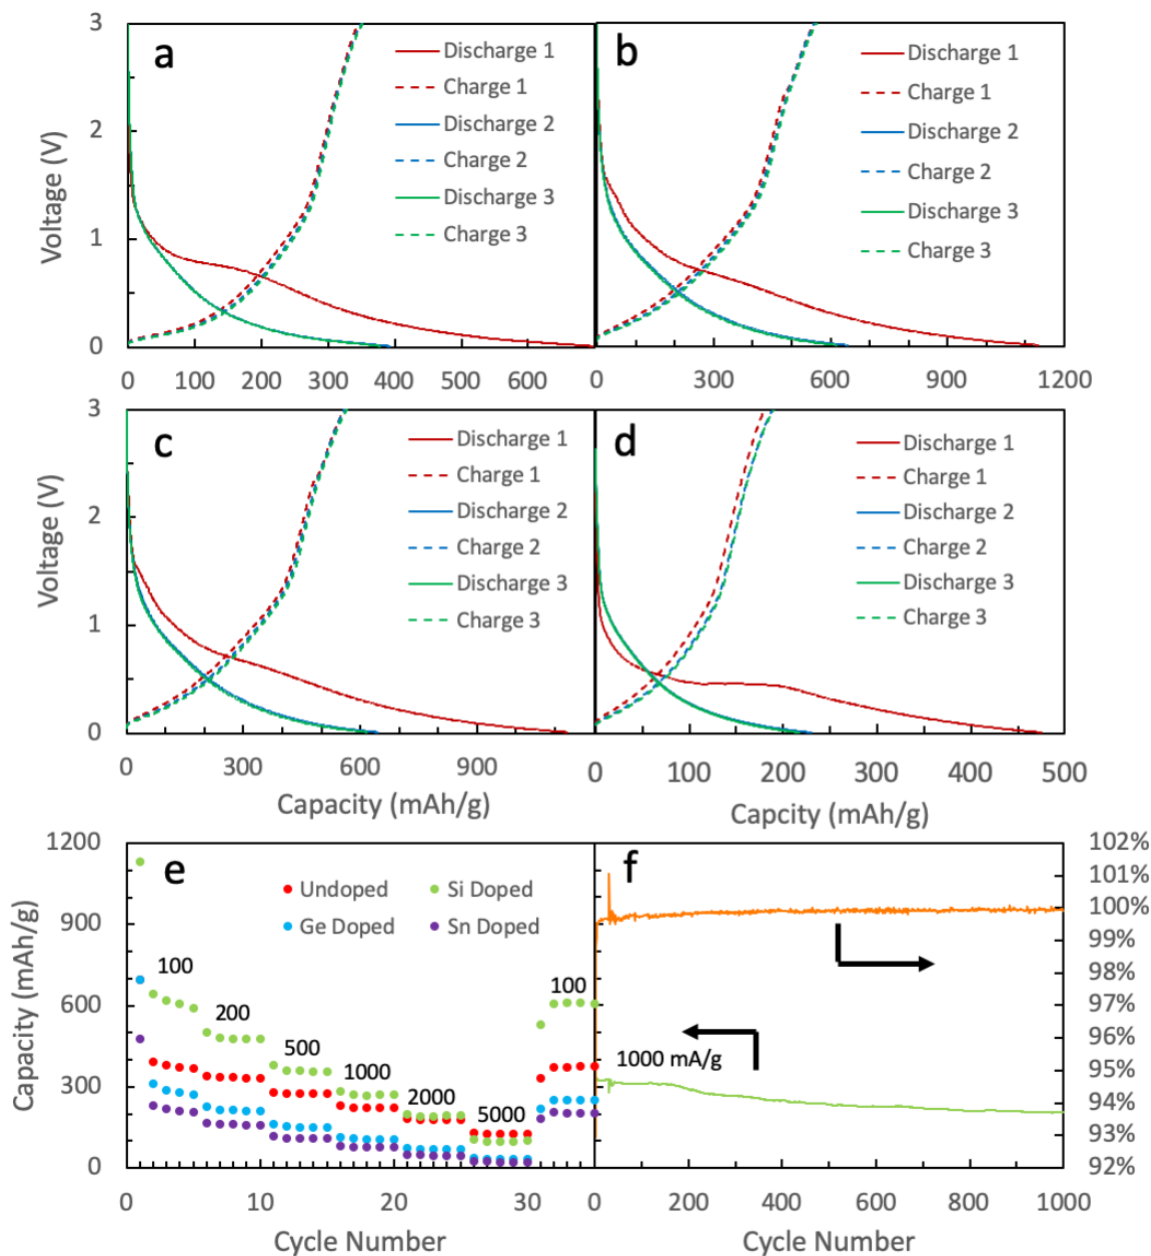 3
a
Discharge 1
Charge 1
Discharge 2
Charge 2
Discharge 3
Charge 3
2
1
0
Voltage (V)
0 100 200 300 400 500 600
b
Discharge 1
Charge 1
Discharge 2
Charge 2
Discharge 3
Charge 3
0 300 600 900 1200
3
c
Discharge 1
Charge 1
Discharge 2
Charge 2
Discharge 3
Charge 3
2
1
0
Voltage (V)
0 300 600 900
Capacity (mAh/g)
d
Discharge 1
Charge 1
Discharge 2
Charge 2
Discharge 3
Charge 3
0 100 200 300 400 500
Capcity (mAh/g)
1200
900
600
300
0
Capacity (mAh/g)
e
Undoped
Si Doped
Ge Doped
Sn Doped
100
200
500
1000
2000
5000
100
0 10 20 30
Cycle Number
f
1000 mA/g
102%
101%
100%
99%
98%
97%
96%
95%
94%
93%
92%
0 200 400 600 800 1000
Cycle Number